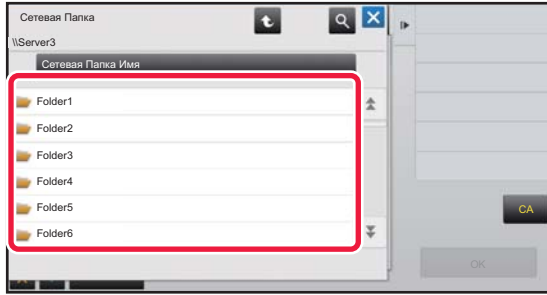 Сетевая Папка
\\Server3
Сетевая Папка Имя
Folder1
Folder2
Folder3
Folder4
Folder5
Folder6
CA
OK